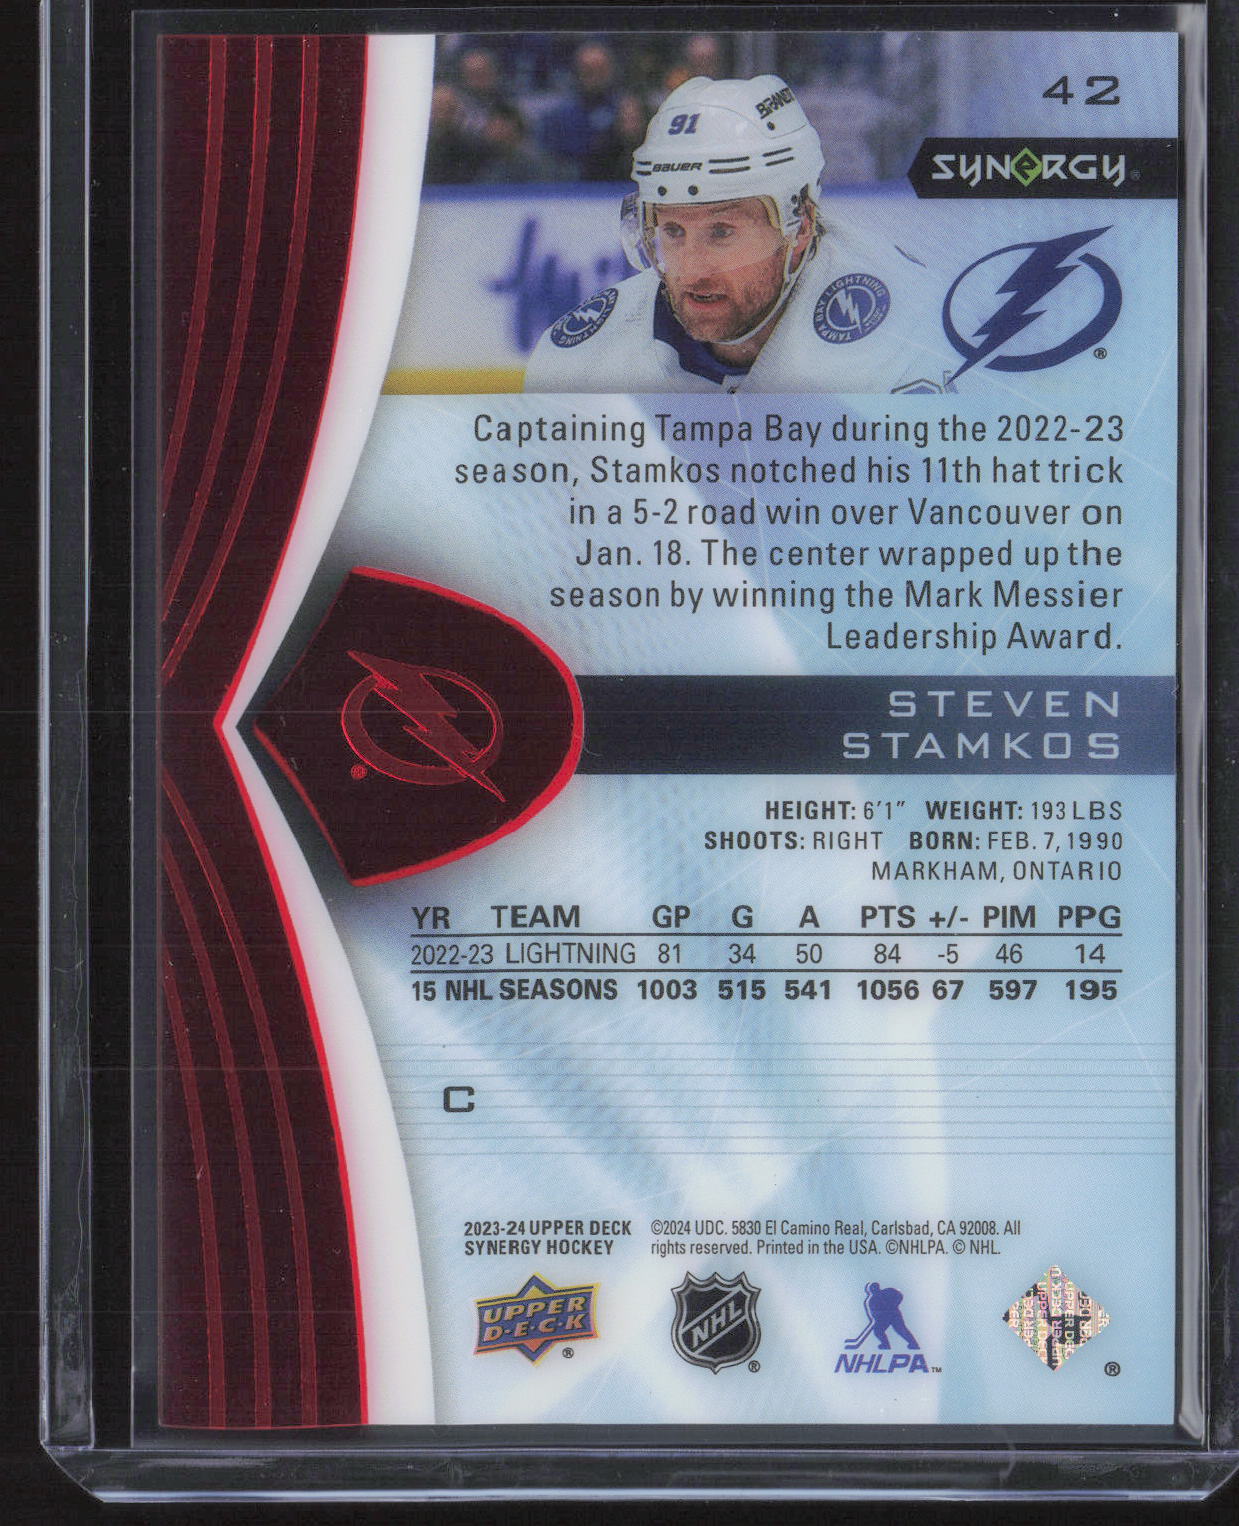 42
SYNERGY
91
BAUER
TAMPA BAY LIGHTNING
Captaining Tampa Bay during the 2022-23
season, Stamkos notched his 11th hat trick
in a 5-2 road win over Vancouver on
Jan. 18. The center wrapped up the
season by winning the Mark Messier
Leadership Award.
STEVEN
STAMKOS
HEIGHT: 6'1" WEIGHT: 193 LBS
SHOOTS: RIGHT BORN: FEB. 7, 1990
MARKHAM, ONTARIO
YR TEAM GP G A PTS +/- PIM PPG
2022-23 LIGHTNING 81 34 50 84 -5 46 14
15 NHL SEASONS 1003 515 541 1056 67 597 195
C
2023-24 UPPER DECK ©2024 UDC. 5830 El Camino Real, Carlsbad, CA 92008. All
SYNERGY HOCKEY rights reserved. Printed in the USA. ©NHLPA. © NHL.
UPPER
D·E·C·K ®
NHL ®
NHLPA™
®